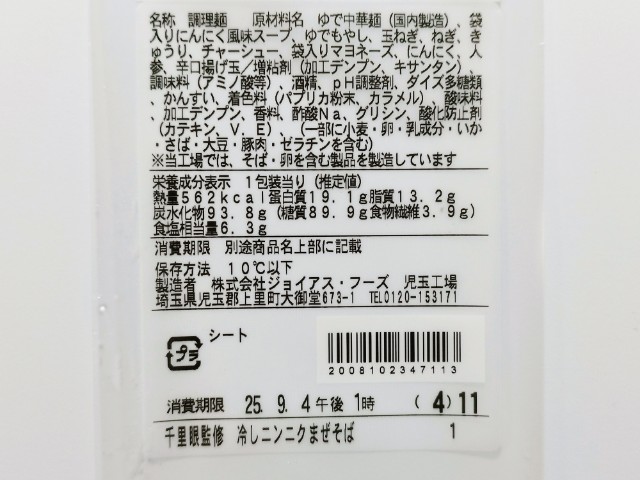 名称 調理麺 原材料名 ゆで中華麺（国内製造）、袋
入りにんにく風味スープ、ゆでもやし、玉ねぎ、ねぎ、き
ゅうり、チャーシュー、袋入りマヨネーズ、にんにく、人
参、辛口揚げ玉／増粘剤（加工デンプン、キサンタン）、
調味料（アミノ酸等）、酒精、ｐＨ調整剤、ダイズ多糖類
、かんすい、着色料（パプリカ粉末、カラメル）、酸味料
、加工デンプン、香料、酢酸Ｎａ、グリシン、酸化防止剤
（カテキン、Ｖ．Ｅ）、（一部に小麦・卵・乳成分・いか
・さば・大豆・豚肉・ゼラチンを含む）
※当工場では、そば・卵を含む製品を製造しています
栄養成分表示 １包装当り（推定値）
熱量５６２kcal蛋白質１９．１g脂質１３．２g
炭水化物９３．８g（糖質８９．９g食物繊維３．９g）
食塩相当量６．３g
消費期限 別途商品名上部に記載
保存方法 １０℃以下
製造者 株式会社ジョイアス・フーズ 児玉工場
埼玉県児玉郡上里町大御堂673-1 TEL0120-153171
プラ シート
2008102347113
消費期限 25. 9. 4午後1時 (4)11
千里眼監修 冷しニンニクまぜそば 1